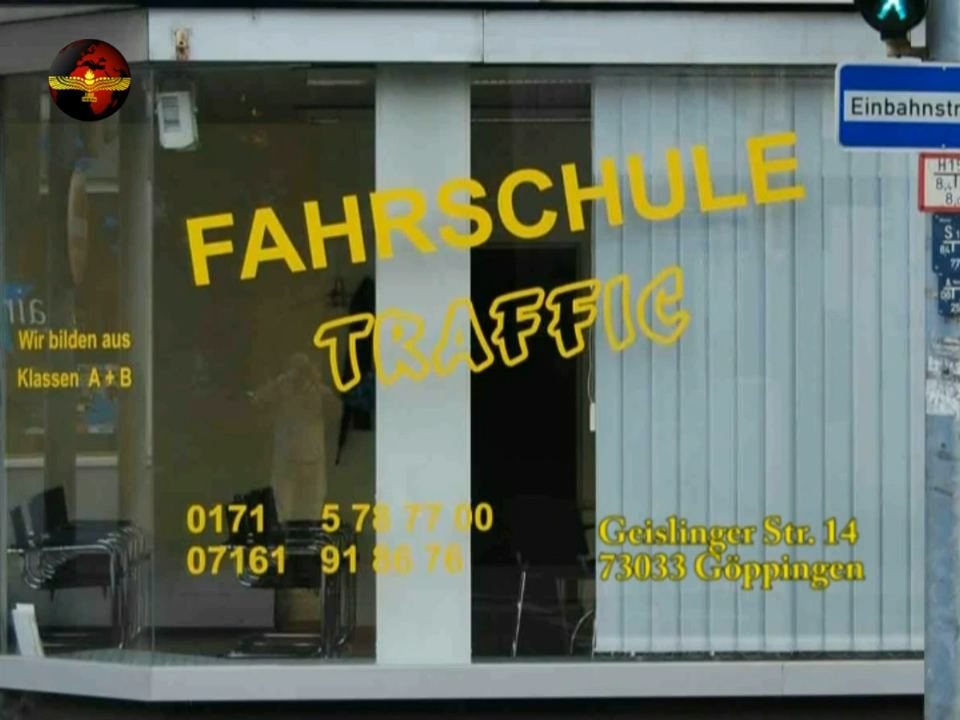 Einbahnstr
FAHRSCHULE
TRAFFIC
Wir bilden aus
Klassen A + B
0171 5 78 77 00
07161 91 86 76
Geislinger Str. 14
73033 Göppingen